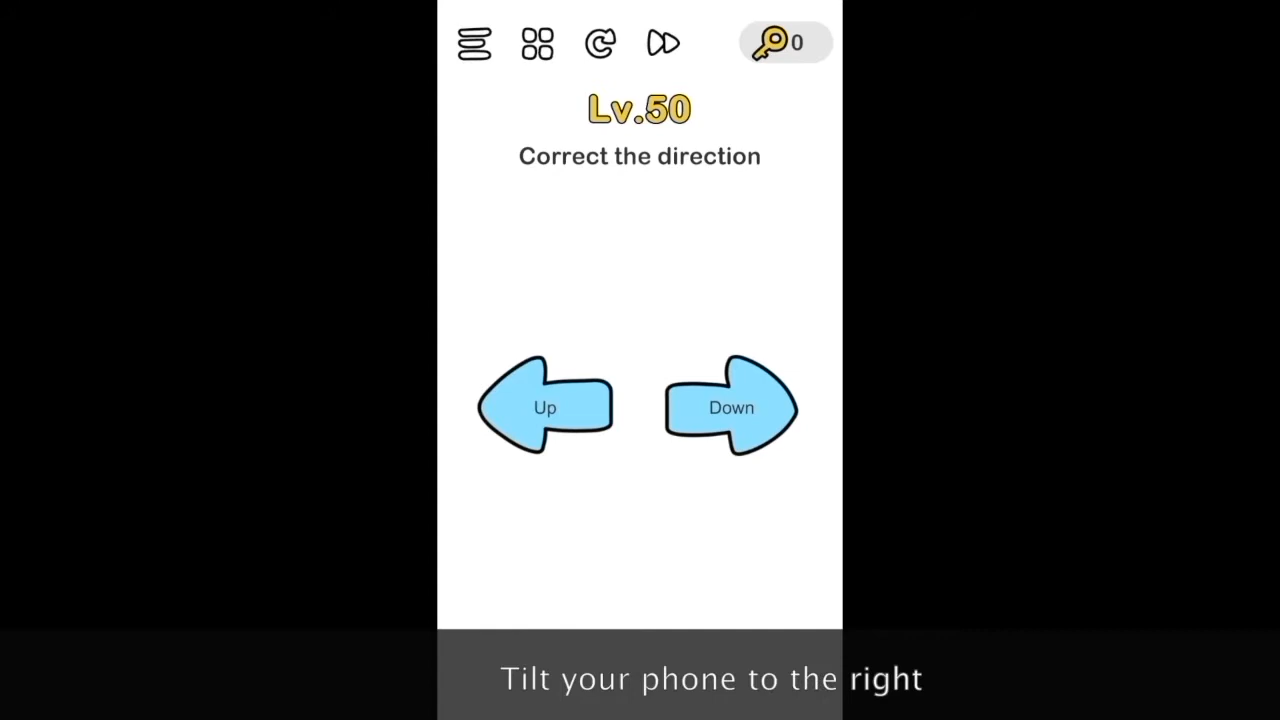 0
Lv.50
Correct the direction
Up
Down
Tilt your phone to the right